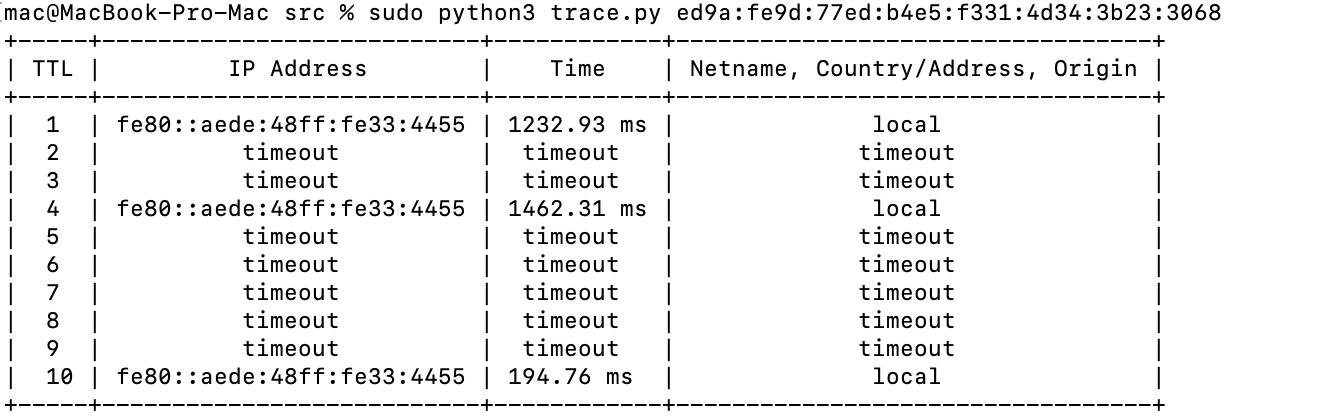 mac@MacBook-Pro-Mac src % sudo python3 trace.py ed9a:fe9d:77ed:b4e5:f331:4d34:3b23:3068
+-----+---------------------------+------------+---------------------------------+
| TTL |        IP Address         |    Time    | Netname, Country/Address, Origin |
+-----+---------------------------+------------+---------------------------------+
|  1  | fe80::aede:48ff:fe33:4455 | 1232.93 ms |              local              |
|  2  |          timeout          |  timeout   |             timeout             |
|  3  |          timeout          |  timeout   |             timeout             |
|  4  | fe80::aede:48ff:fe33:4455 | 1462.31 ms |              local              |
|  5  |          timeout          |  timeout   |             timeout             |
|  6  |          timeout          |  timeout   |             timeout             |
|  7  |          timeout          |  timeout   |             timeout             |
|  8  |          timeout          |  timeout   |             timeout             |
|  9  |          timeout          |  timeout   |             timeout             |
|  10 | fe80::aede:48ff:fe33:4455 | 194.76 ms  |              local              |
+-----+---------------------------+------------+---------------------------------+